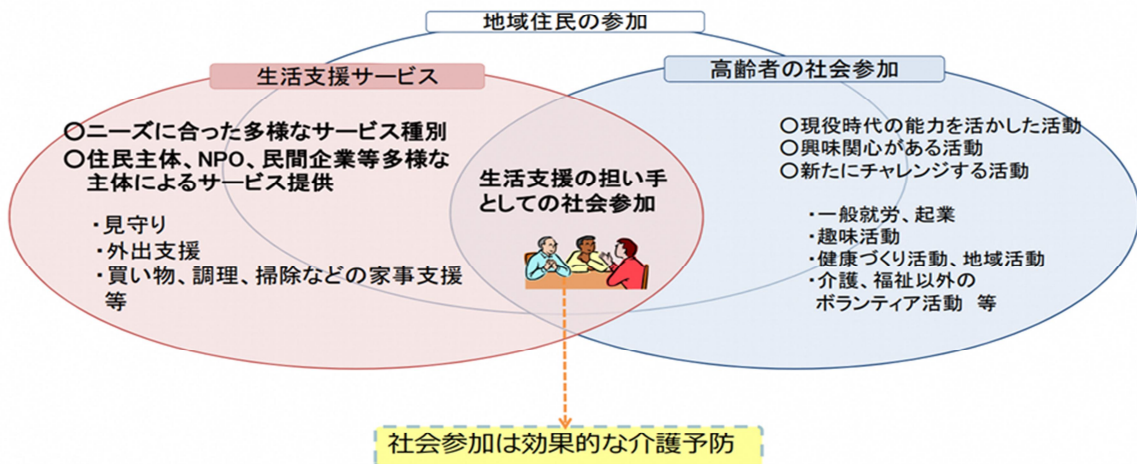 地域住民の参加
生活支援サービス
高齢者の社会参加
〇ニーズに合った多様なサービス種別
〇住民主体、NPO、民間企業等多様な
主体によるサービス提供
・見守り
・外出支援
・買い物、調理、掃除などの家事支援
等
生活支援の担い手
としての社会参加
〇現役時代の能力を活かした活動
〇興味関心がある活動
〇新たにチャレンジする活動
・一般就労、起業
・趣味活動
・健康づくり活動、地域活動
・介護、福祉以外の
ボランティア活動 等
社会参加は効果的な介護予防